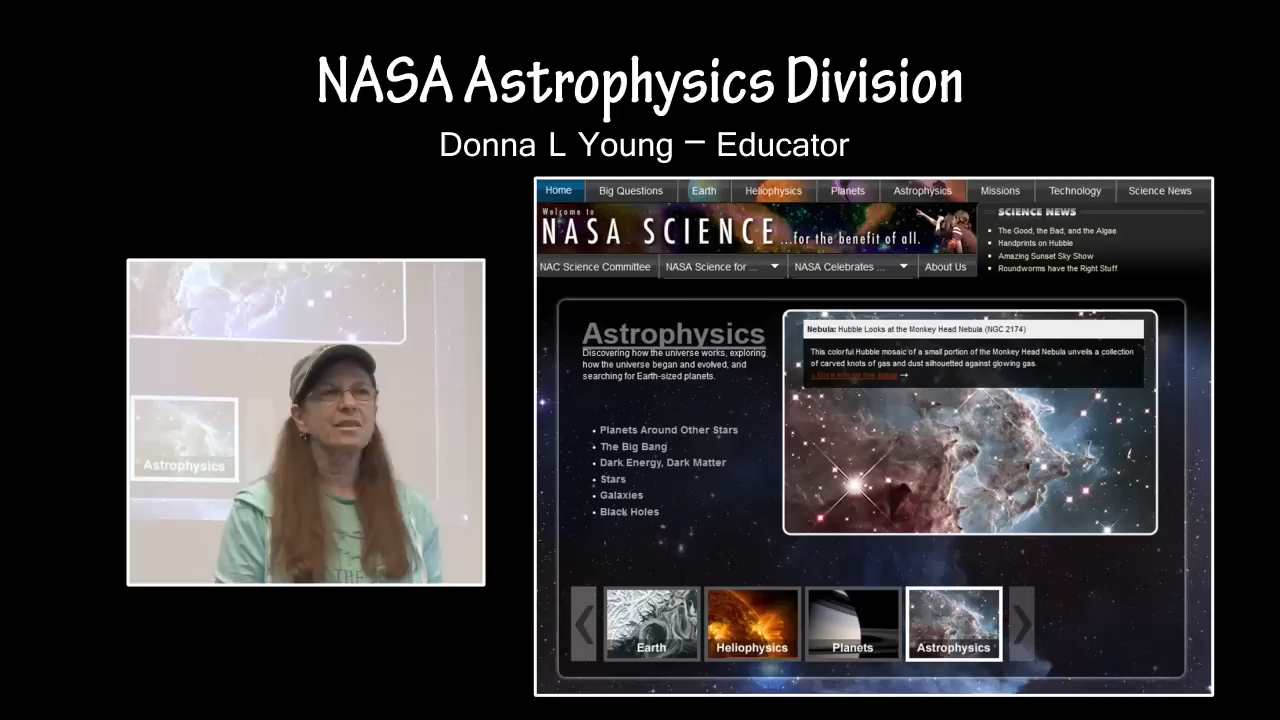 NASA Astrophysics Division
Donna L Young – Educator
Home Big Questions Earth Heliophysics Planets Astrophysics Missions Technology Science News
Welcome to
NASA SCIENCE ...for the benefit of all.
SCIENCE NEWS
The Good, the Bad, and the Algae
Handprints on Hubble
Amazing Sunset Sky Show
Roundworms have the Right Stuff
NAC Science Committee NASA Science for ... NASA Celebrates ... About Us
Astrophysics
Discovering how the universe works, exploring
how the universe began and evolved, and
searching for Earth-sized planets.
• Planets Around Other Stars
• The Big Bang
• Dark Energy, Dark Matter
• Stars
• Galaxies
• Black Holes
Nebula: Hubble Looks at the Monkey Head Nebula (NGC 2174)
This colorful Hubble mosaic of a small portion of the Monkey Head Nebula unveils a collection
of carved knots of gas and dust silhouetted against glowing gas.
» More info on this image →
Earth Heliophysics Planets Astrophysics
Astrophysics
THE